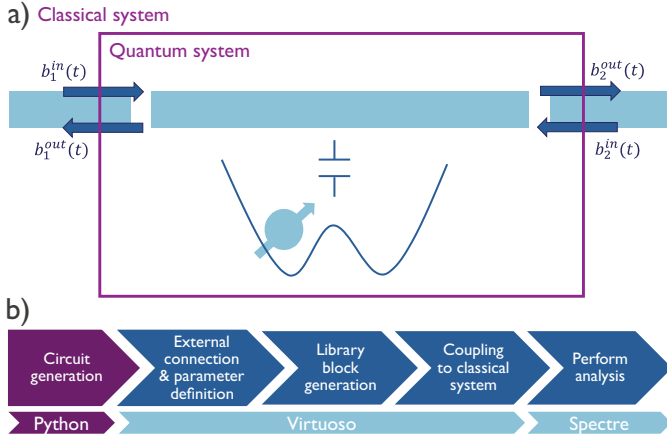 a) Classical system
Quantum system
b₁ⁱⁿ(t)
b₂ᵒᵘᵗ(t)
b₁ᵒᵘᵗ(t)
b₂ⁱⁿ(t)
b)
Circuit
generation
External
connection
& parameter
definition
Library
block
generation
Coupling
to classical
system
Perform
analysis
Python
Virtuoso
Spectre